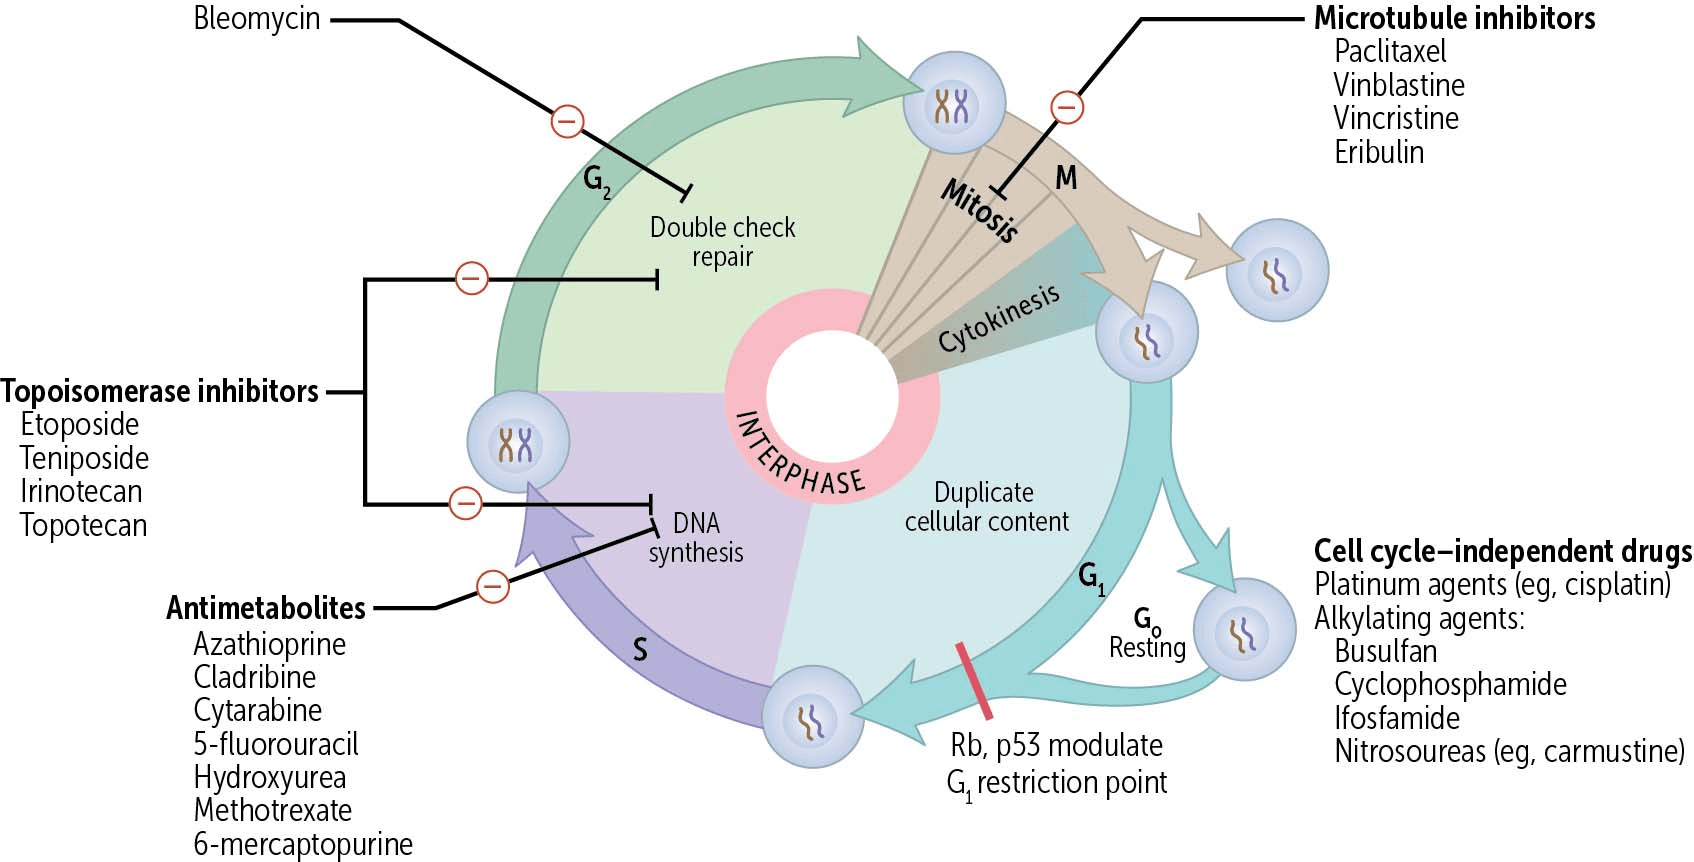 Bleomycin
Microtubule inhibitors
Paclitaxel
Vinblastine
Vincristine
Eribulin
G2
Double check
repair
M
Mitosis
Cytokinesis
INTERPHASE
Topoisomerase inhibitors
Etoposide
Teniposide
Irinotecan
Topotecan
DNA
synthesis
S
Antimetabolites
Azathioprine
Cladribine
Cytarabine
5-fluorouracil
Hydroxyurea
Methotrexate
6-mercaptopurine
Duplicate
cellular content
G1
G0
Resting
Rb, p53 modulate
G1 restriction point
Cell cycle–independent drugs
Platinum agents (eg, cisplatin)
Alkylating agents:
Busulfan
Cyclophosphamide
Ifosfamide
Nitrosoureas (eg, carmustine)